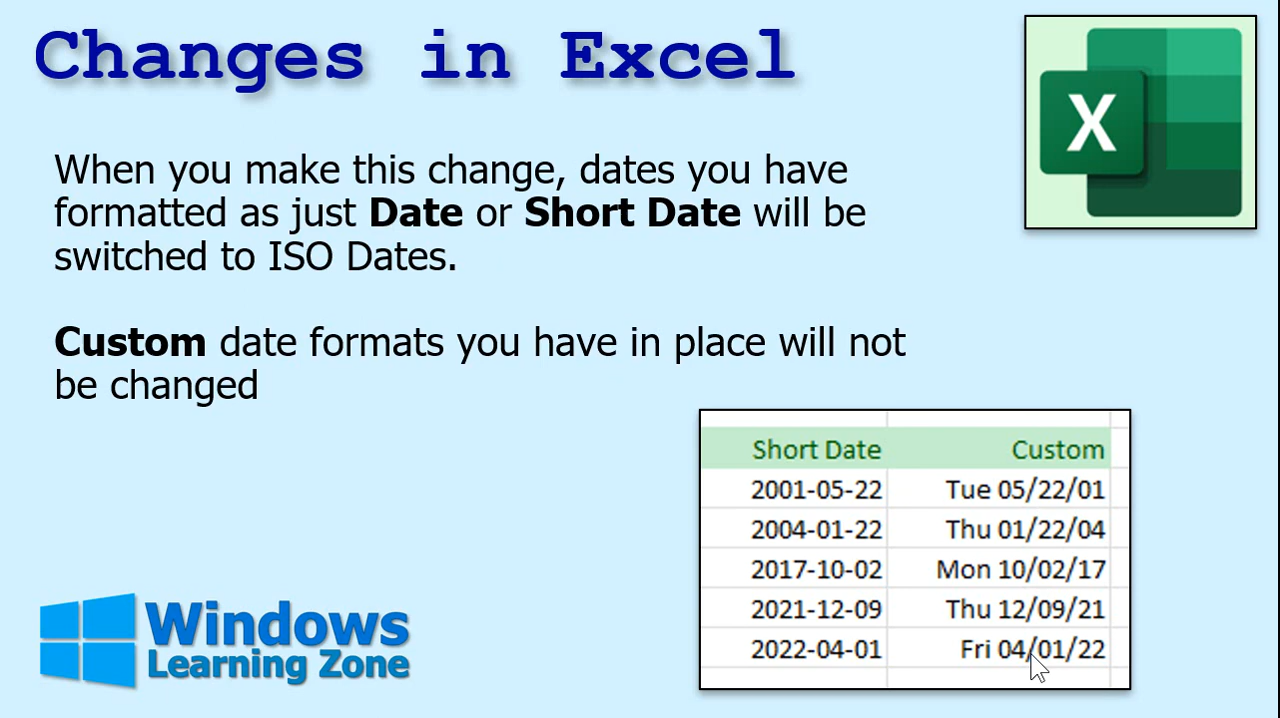 Changes in Excel
X
When you make this change, dates you have
formatted as just Date or Short Date will be
switched to ISO Dates.
Custom date formats you have in place will not
be changed
Short Date Custom
2001-05-22 Tue 05/22/01
2004-01-22 Thu 01/22/04
2017-10-02 Mon 10/02/17
2021-12-09 Thu 12/09/21
2022-04-01 Fri 04/01/22
Windows
Learning Zone